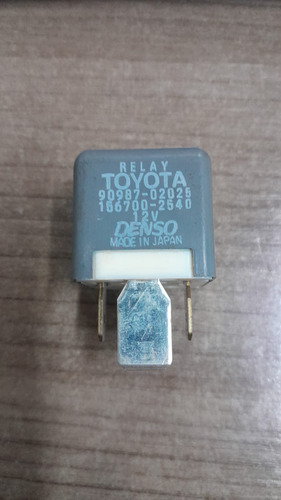 RELAY
TOYOTA
90987-02025
156700-2540
12V
DENSO
MADE IN JAPAN